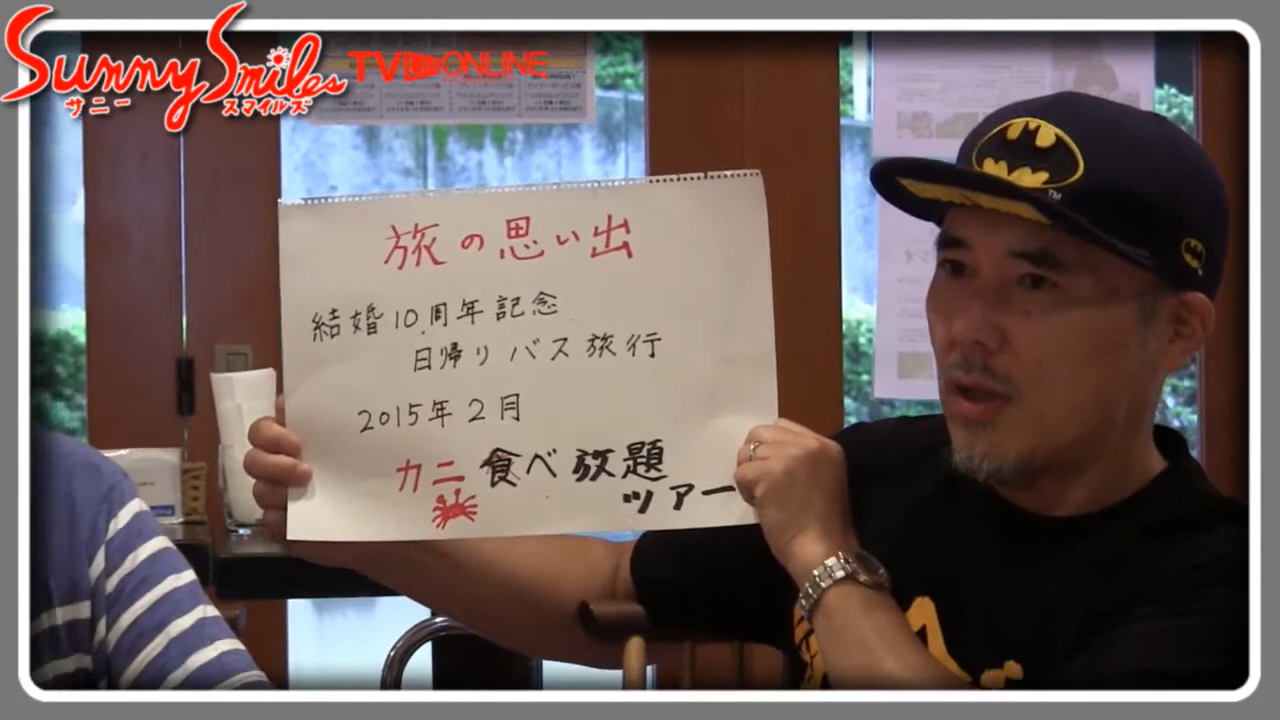 Sunny Smiles
サニー スマイルズ
TV ONLINE
TM
旅の思い出
結婚10周年記念
日帰りバス旅行
2015年2月
カニ食べ放題
ツアー